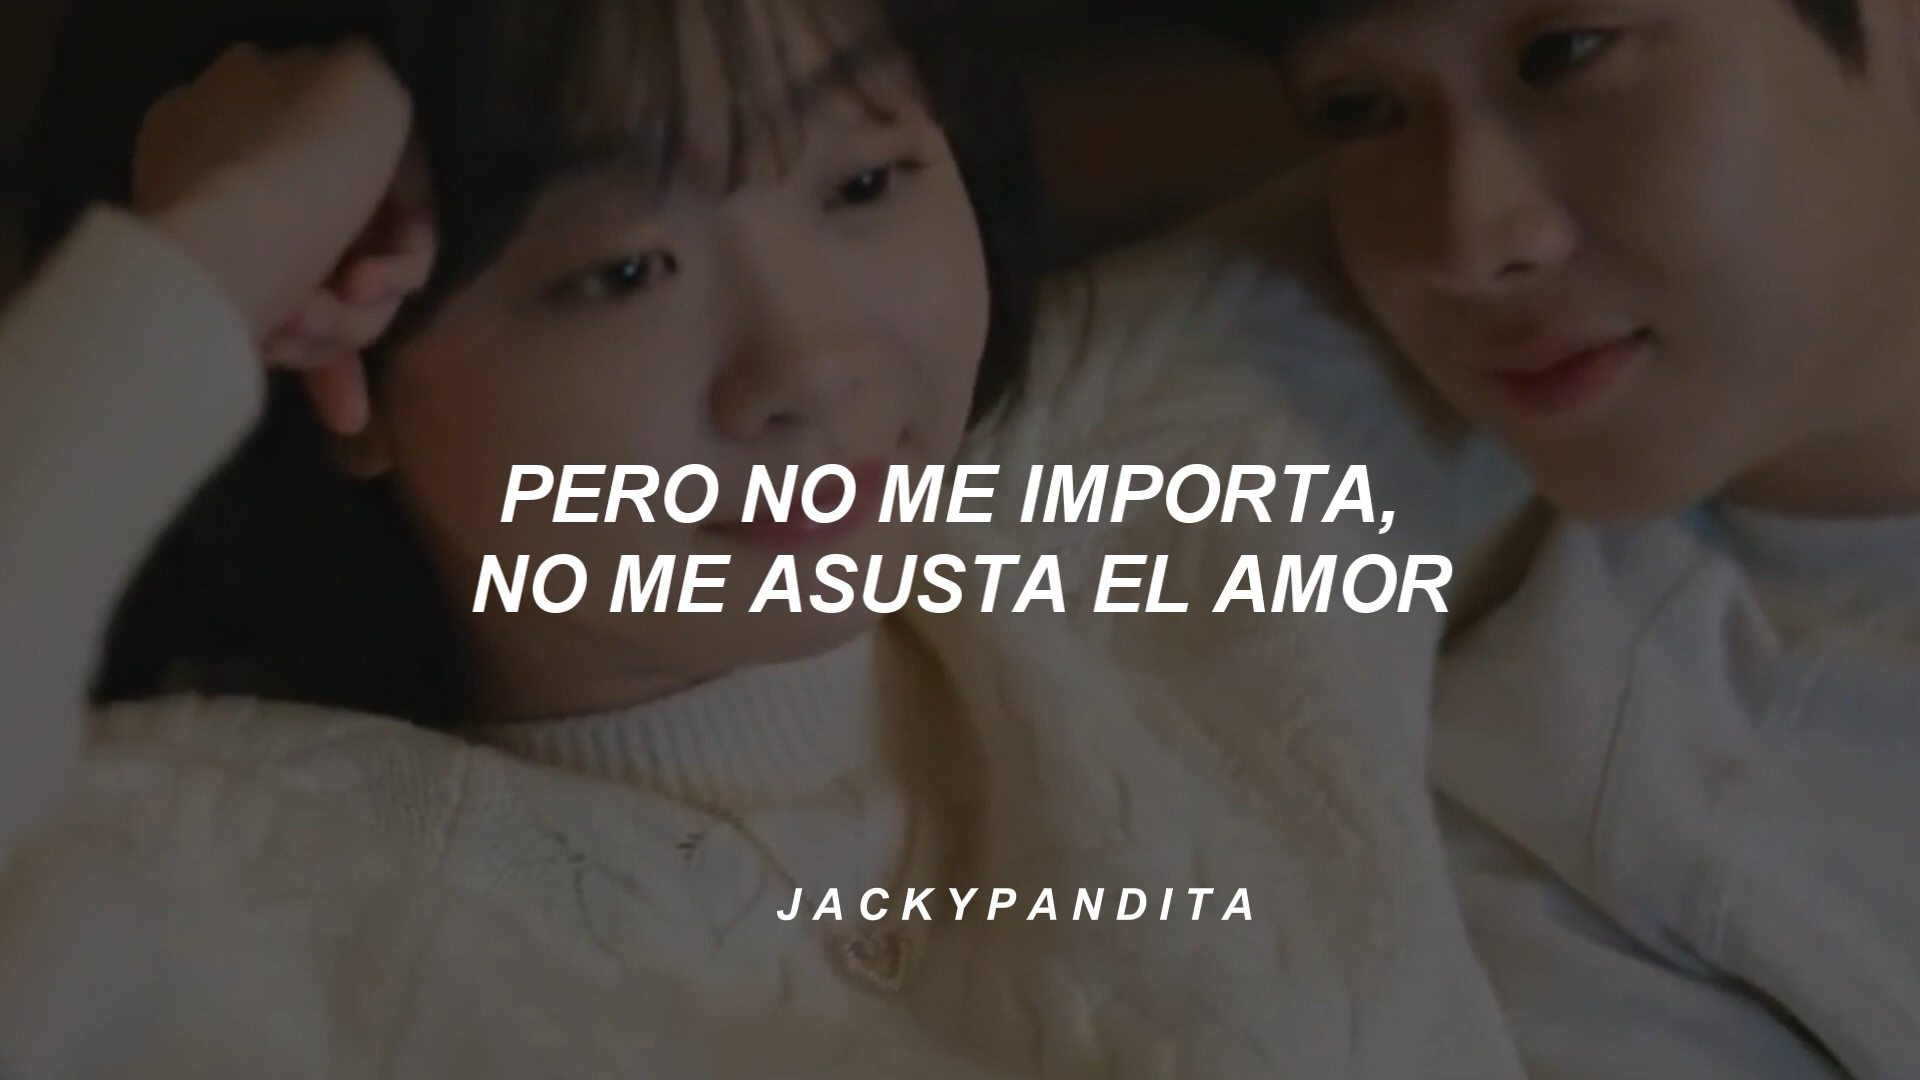 PERO NO ME IMPORTA,
NO ME ASUSTA EL AMOR
JACKYPANDITA